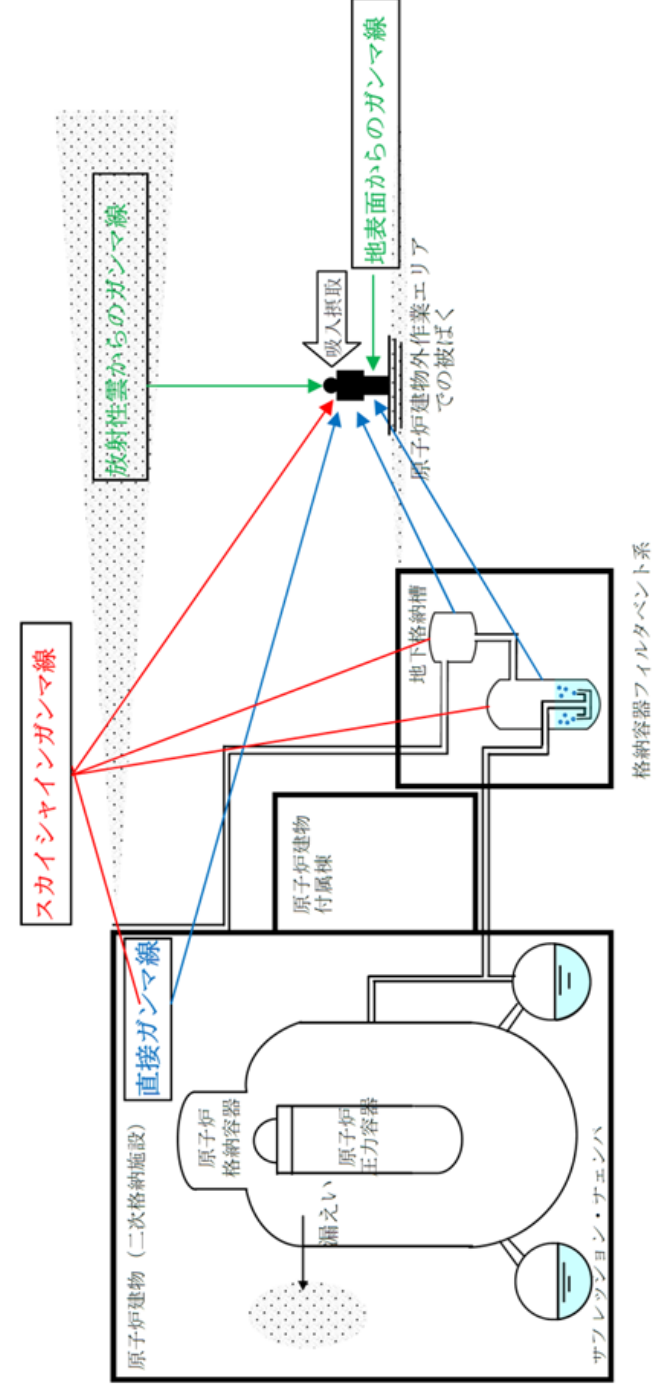 スカイシャインガンマ線
放射性雲からのガンマ線
直接ガンマ線
原子炉建物(二次格納施設)
原子炉
格納容器
原子炉
圧力容器
漏えい
サプレッション・チェンバ
原子炉建物
付属棟
地下格納槽
格納容器フィルタベント系
吸入摂取
地表面からのガンマ線
原子炉建物外作業エリア
での被ばく